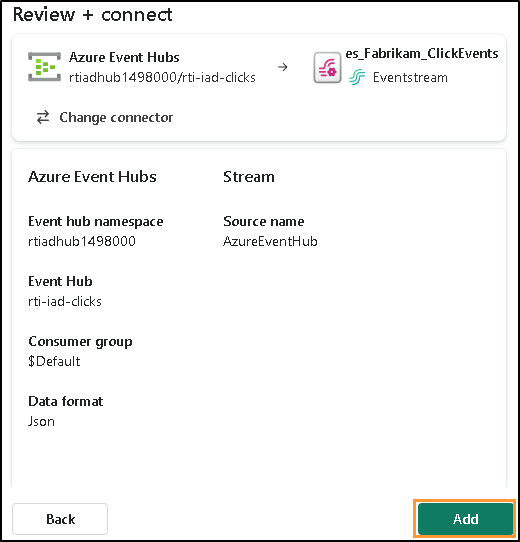 Review + connect
Azure Event Hubs
rtiadhub1498000/rti-iad-clicks
es_Fabrikam_ClickEvents
Eventstream
Change connector
Azure Event Hubs
Stream
Event hub namespace
rtiadhub1498000
Source name
AzureEventHub
Event Hub
rti-iad-clicks
Consumer group
$Default
Data format
Json
Back
Add